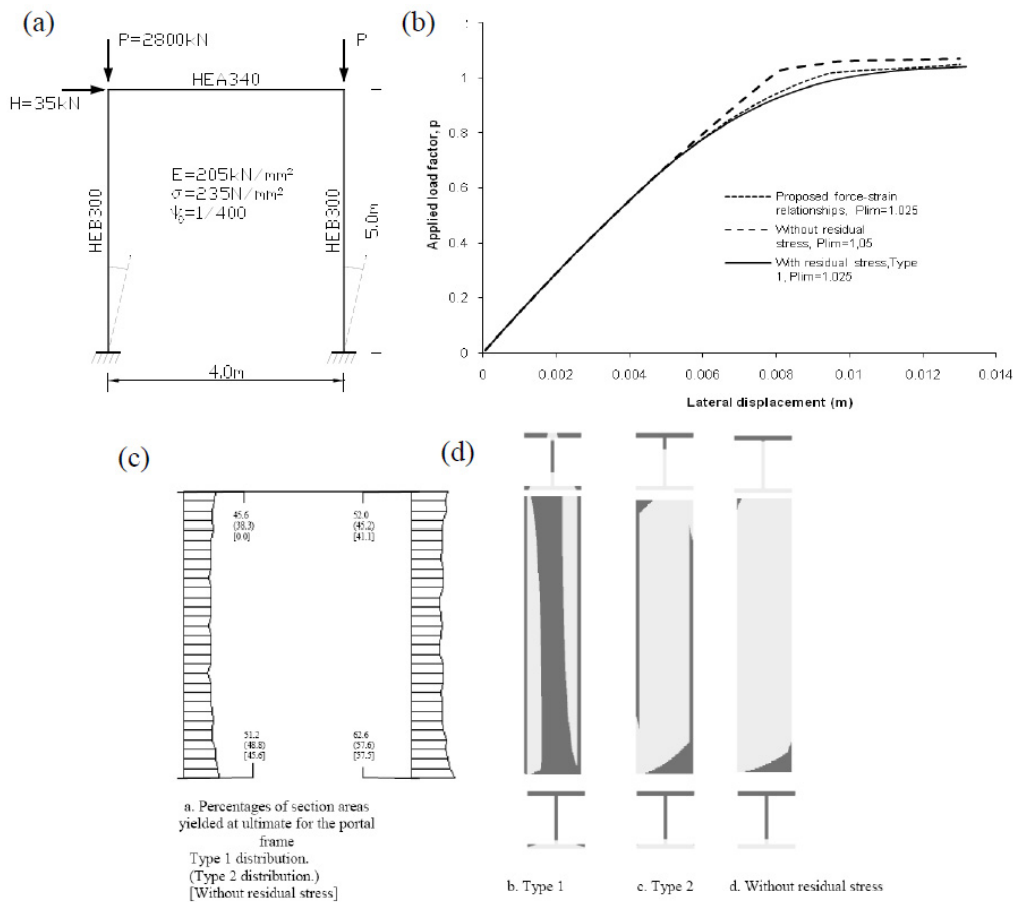 (a)
P=2800kN
P
HEA340
H=35kN
HEB300
E=205kN/mm²
σ=235N/mm²
ψ₀=1/400
HEB300
5.0m
4.0m
(b)
Applied load factor, p
1
1
0.8
0.6
0.4
0.2
0
0
0.002
0.004
0.006
0.008
0.01
0.012
0.014
Lateral displacement (m)
Proposed force-strain
relationships, Plim=1.025
Without residual
stress, Plim=1,05
With residual stress,Type
1, Plim=1.025
(c)
45.6
(38.3)
[0.0]
52.0
(45.2)
[41.1]
51.2
(48.8)
[45.6]
62.6
(57.6)
[57.5]
a. Percentages of section areas
yielded at ultimate for the portal
frame
Type 1 distribution.
(Type 2 distribution.)
[Without residual stress]
(d)
b. Type 1
c. Type 2
d. Without residual stress